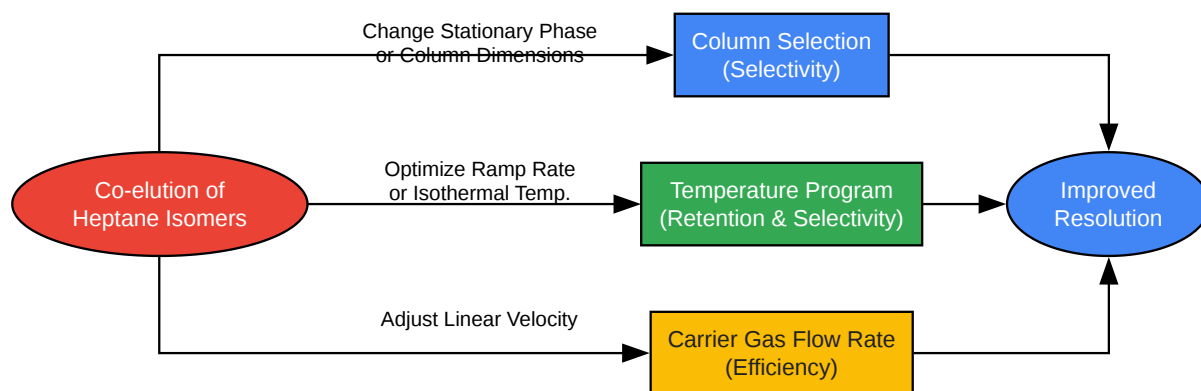 Change Stationary Phase
or Column Dimensions
Column Selection
(Selectivity)
Co-elution of
Heptane Isomers
Optimize Ramp Rate
or Isothermal Temp.
Temperature Program
(Retention & Selectivity)
Improved
Resolution
Adjust Linear Velocity
Carrier Gas Flow Rate
(Efficiency)